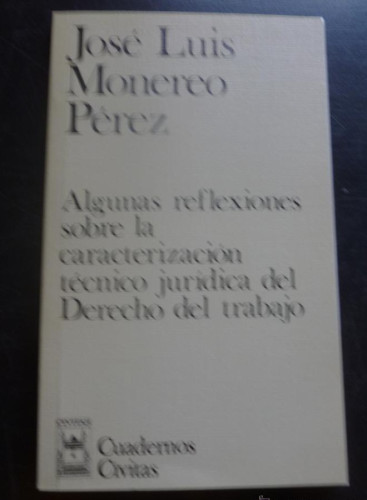 José Luis
Monereo
Pérez
Algunas reflexiones
sobre la
caracterización
técnico jurídica del
Derecho del trabajo
Cuadernos
Civitas